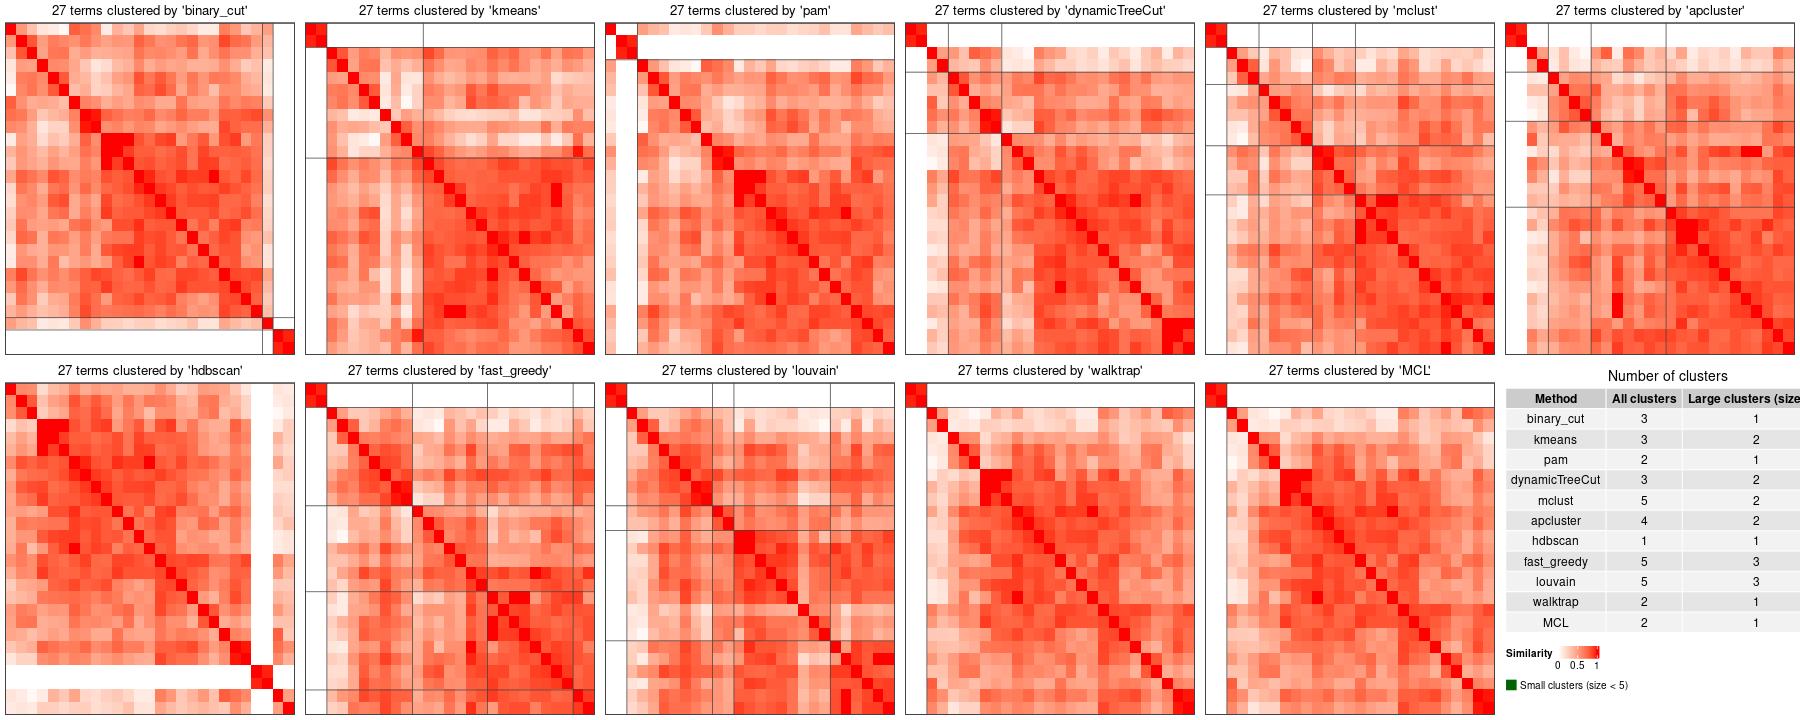 27 terms clustered by 'binary_cut'
27 terms clustered by 'kmeans'
27 terms clustered by 'pam'
27 terms clustered by 'dynamicTreeCut'
27 terms clustered by 'mclust'
27 terms clustered by 'apcluster'
27 terms clustered by 'hdbscan'
27 terms clustered by 'fast_greedy'
27 terms clustered by 'louvain'
27 terms clustered by 'walktrap'
27 terms clustered by 'MCL'
Number of clusters
Method All clusters Large clusters (size
binary_cut 3 1
kmeans 3 2
pam 2 1
dynamicTreeCut 3 2
mclust 5 2
apcluster 4 2
hdbscan 1 1
fast_greedy 5 3
louvain 5 3
walktrap 2 1
MCL 2 1
Similarity
0 0.5 1
Small clusters (size < 5)